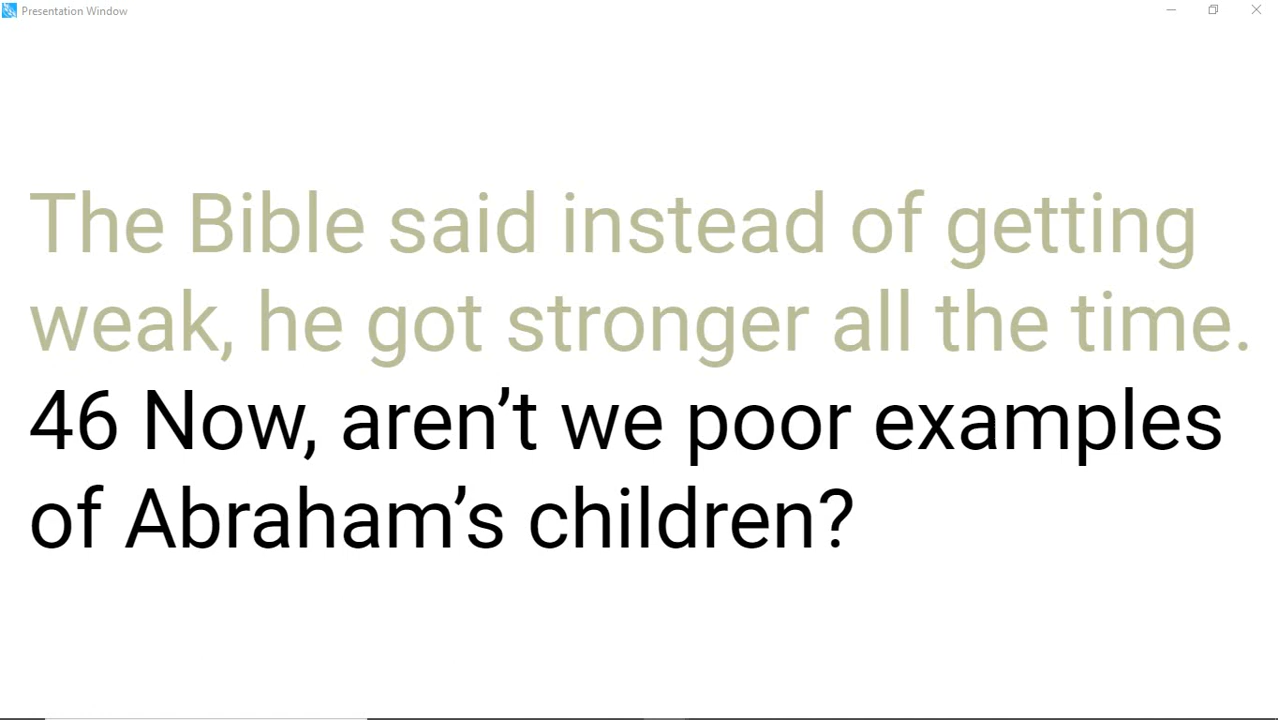 Presentation Window
The Bible said instead of getting
weak, he got stronger all the time.
46 Now, aren’t we poor examples
of Abraham’s children?